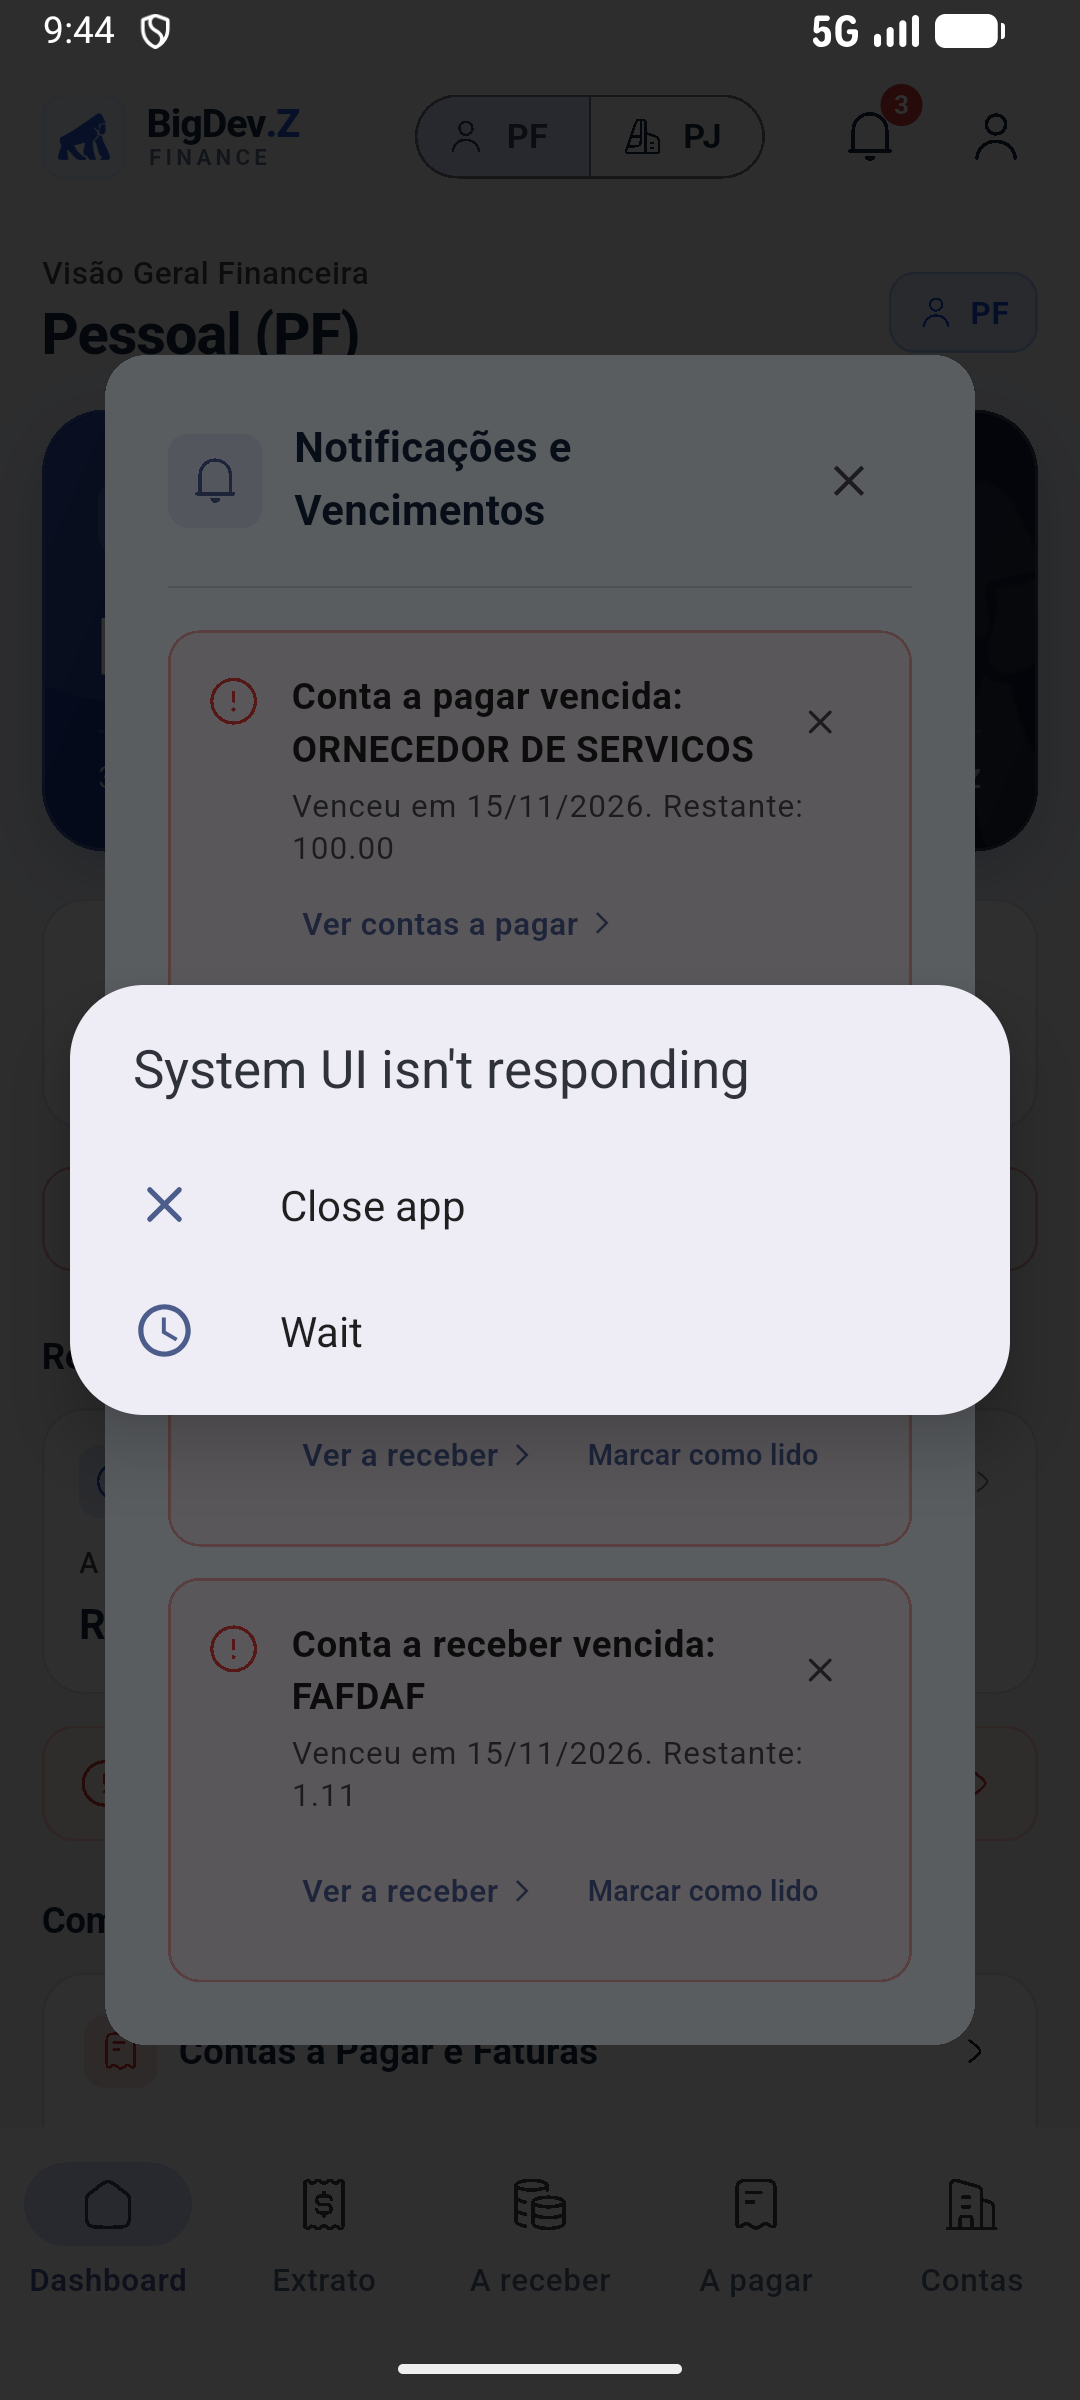 9:44
5G
BigDev.Z
FINANCE
PF
PJ
3
Visão Geral Financeira
Pessoal (PF)
PF
Notificações e
Vencimentos
Conta a pagar vencida:
ORNECEDOR DE SERVICOS
Venceu em 15/11/2026. Restante:
100.00
Ver contas a pagar
System UI isn't responding
Close app
Wait
Ver a receber
Marcar como lido
A
R
Conta a receber vencida:
FAFDAF
Venceu em 15/11/2026. Restante:
1.11
Ver a receber
Marcar como lido
Contas a Pagar e Faturas
Dashboard
Extrato
A receber
A pagar
Contas